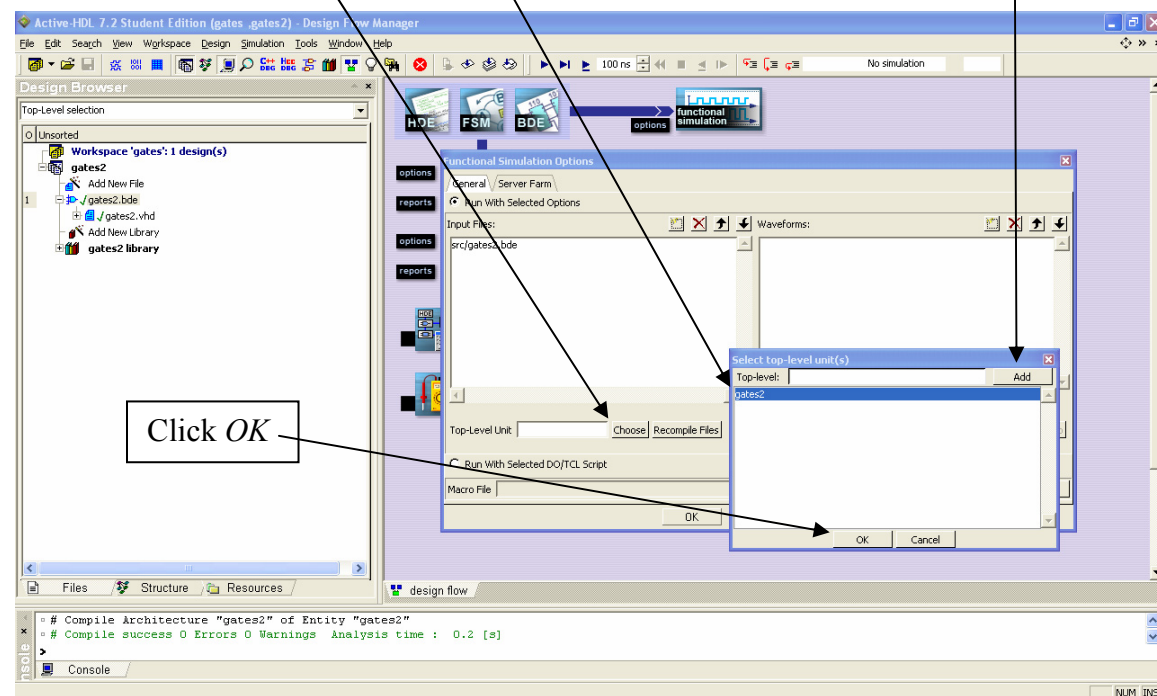 Active-HDL 7.2 Student Edition (gates ,gates2) - Design Flow Manager
File Edit Search View Workspace Design Simulation Tools Window Help
100 ns
No simulation
Design Browser
Top-Level selection
O Unsorted
Workspace 'gates': 1 design(s)
gates2
Add New File
1 gates2.bde
gates2.vhd
Add New Library
gates2 library
HDE FSM BDE
options
functional simulation
options
reports
options
reports
Functional Simulation Options
General Server Farm
Run With Selected Options
Input Files:
Waveforms:
src/gates2.bde
Top-Level Unit Choose Recompile Files
Run With Selected DO/TCL Script
Macro File
OK
Select top-level unit(s)
Top-level: Add
gates2
OK Cancel
Click OK
Files Structure Resources
design flow
# Compile Architecture "gates2" of Entity "gates2"
# Compile success 0 Errors 0 Warnings Analysis time : 0.2 [s]
>
Console
NUM INS